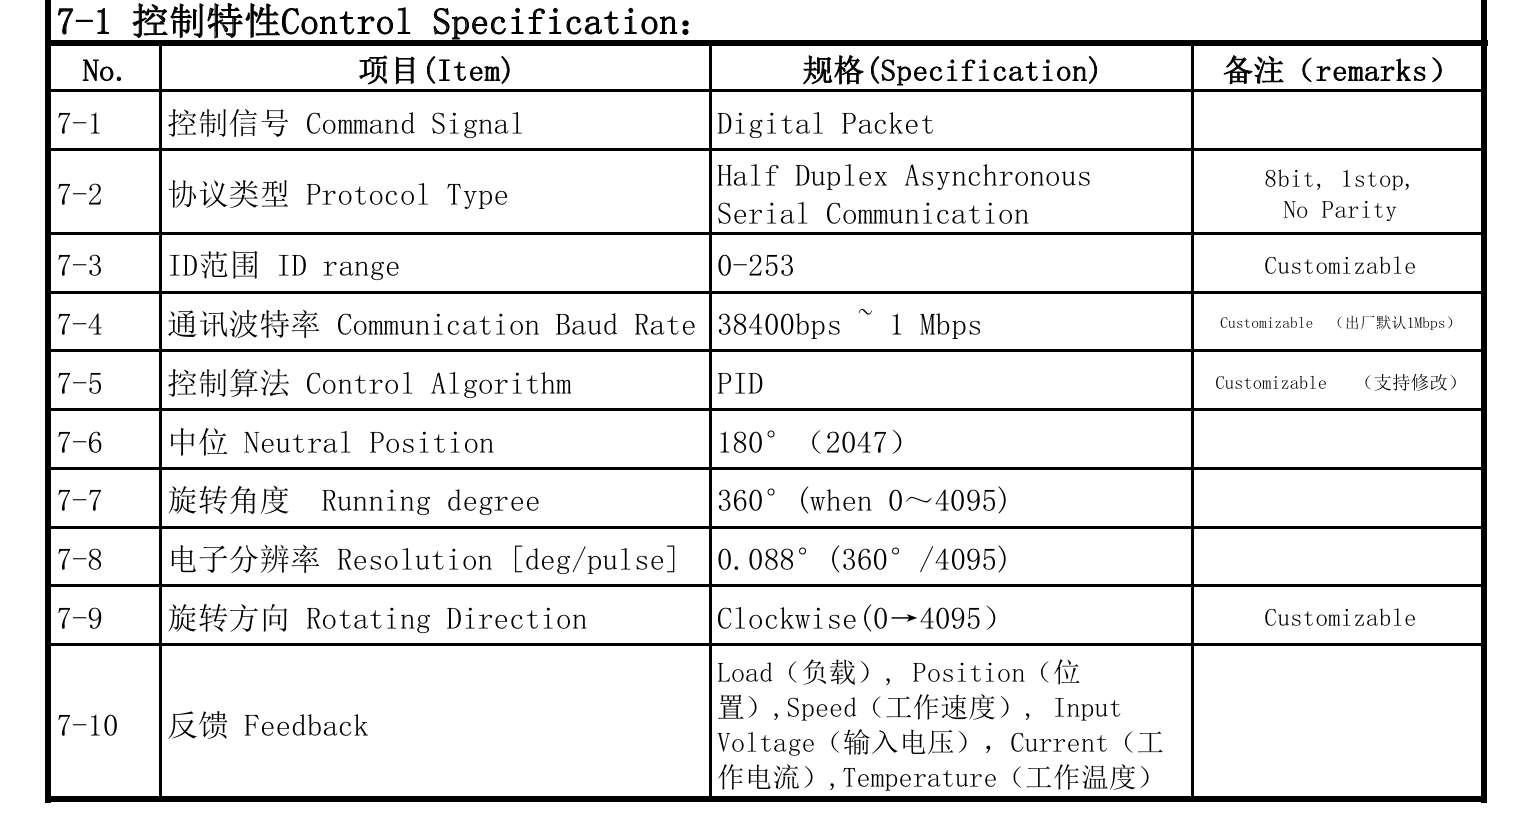 7-1 控制特性Control Specification：
No. 项目(Item) 规格(Specification) 备注（remarks）
7-1 控制信号 Command Signal Digital Packet
7-2 协议类型 Protocol Type Half Duplex Asynchronous
Serial Communication
8bit, 1stop,
No Parity
7-3 ID范围 ID range 0-253 Customizable
7-4 通讯波特率 Communication Baud Rate 38400bps ~ 1 Mbps Customizable （出厂默认1Mbps）
7-5 控制算法 Control Algorithm PID Customizable （支持修改）
7-6 中位 Neutral Position 180°（2047）
7-7 旋转角度 Running degree 360°(when 0～4095)
7-8 电子分辨率 Resolution [deg/pulse] 0.088°(360°/4095)
7-9 旋转方向 Rotating Direction Clockwise(0→4095） Customizable
7-10 反馈 Feedback
Load（负载）, Position（位
置）,Speed（工作速度）, Input
Voltage（输入电压），Current（工
作电流）,Temperature（工作温度）